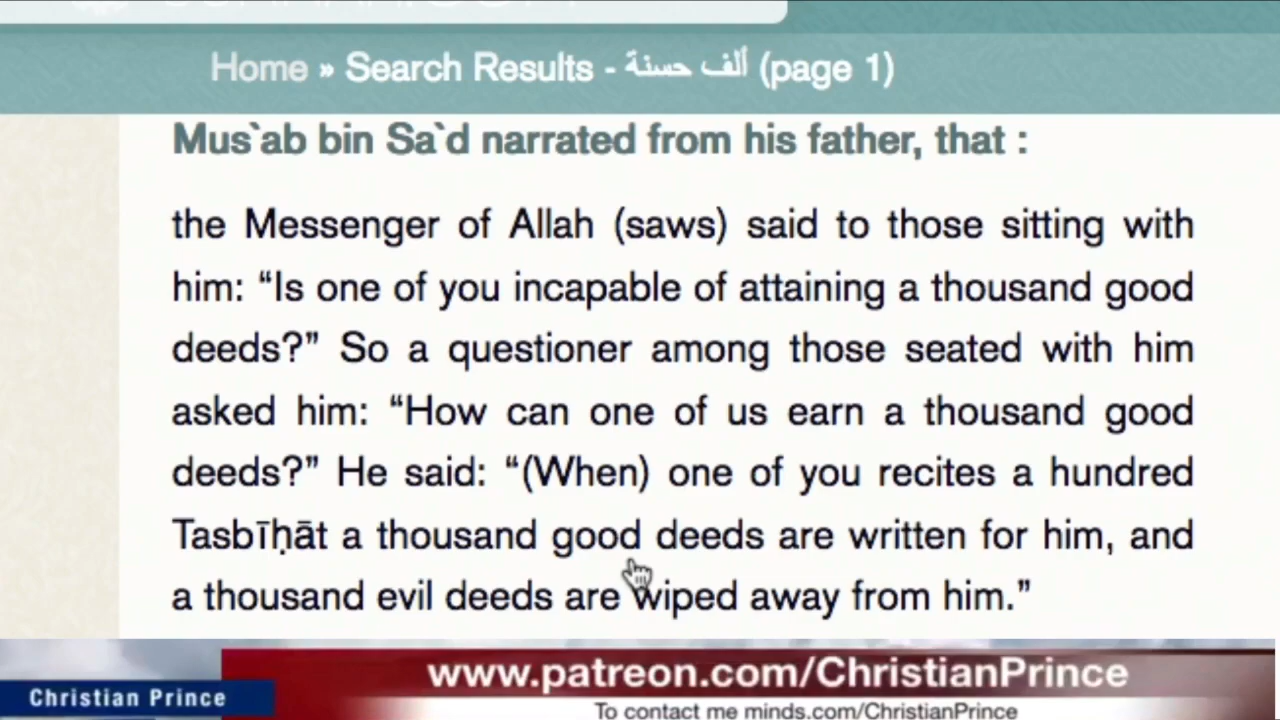 Home » Search Results - ألف حسنة (page 1)
Mus`ab bin Sa`d narrated from his father, that :
the Messenger of Allah (saws) said to those sitting with
him: “Is one of you incapable of attaining a thousand good
deeds?” So a questioner among those seated with him
asked him: “How can one of us earn a thousand good
deeds?” He said: “(When) one of you recites a hundred
Tasbīḥāt a thousand good deeds are written for him, and
a thousand evil deeds are wiped away from him.”
www.patreon.com/ChristianPrince
Christian Prince
To contact me minds.com/ChristianPrince